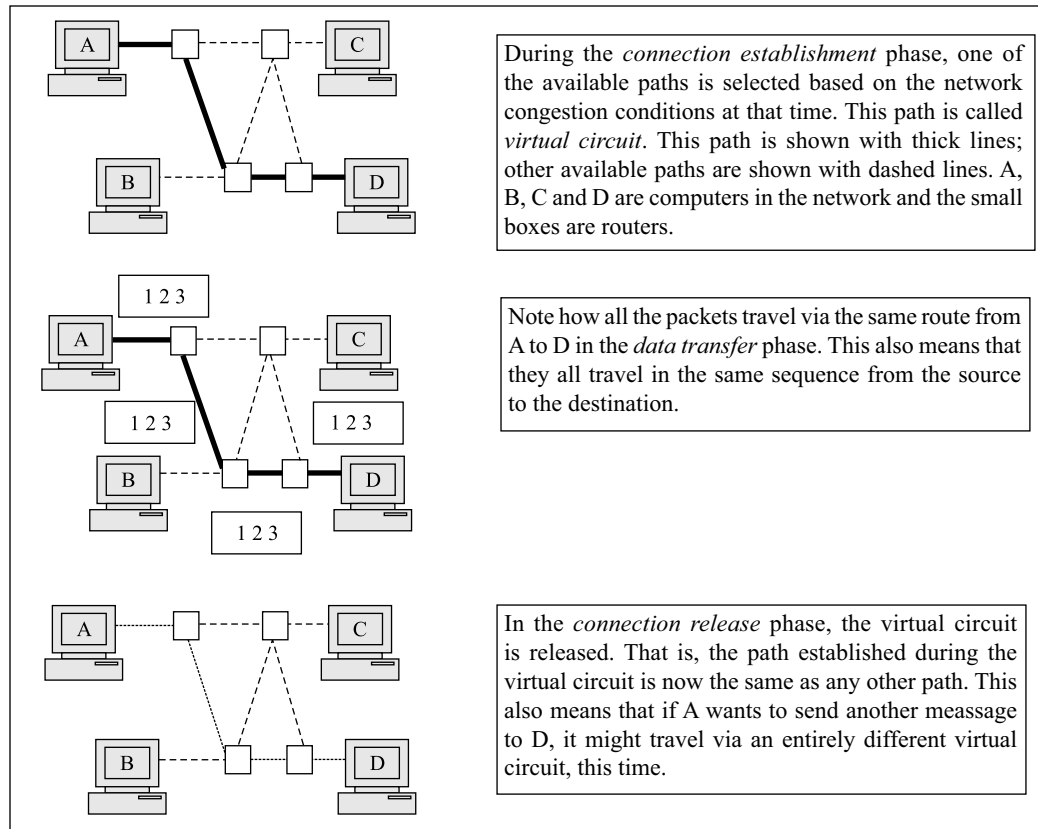 A
C
B
D
During the connection establishment phase, one of
the available paths is selected based on the network
congestion conditions at that time. This path is called
virtual circuit. This path is shown with thick lines;
other available paths are shown with dashed lines. A,
B, C and D are computers in the network and the small
boxes are routers.
1 2 3
A
C
1 2 3
1 2 3
B
D
1 2 3
Note how all the packets travel via the same route from
A to D in the data transfer phase. This also means that
they all travel in the same sequence from the source
to the destination.
A
C
B
D
In the connection release phase, the virtual circuit
is released. That is, the path established during the
virtual circuit is now the same as any other path. This
also means that if A wants to send another meassage
to D, it might travel via an entirely different virtual
circuit, this time.